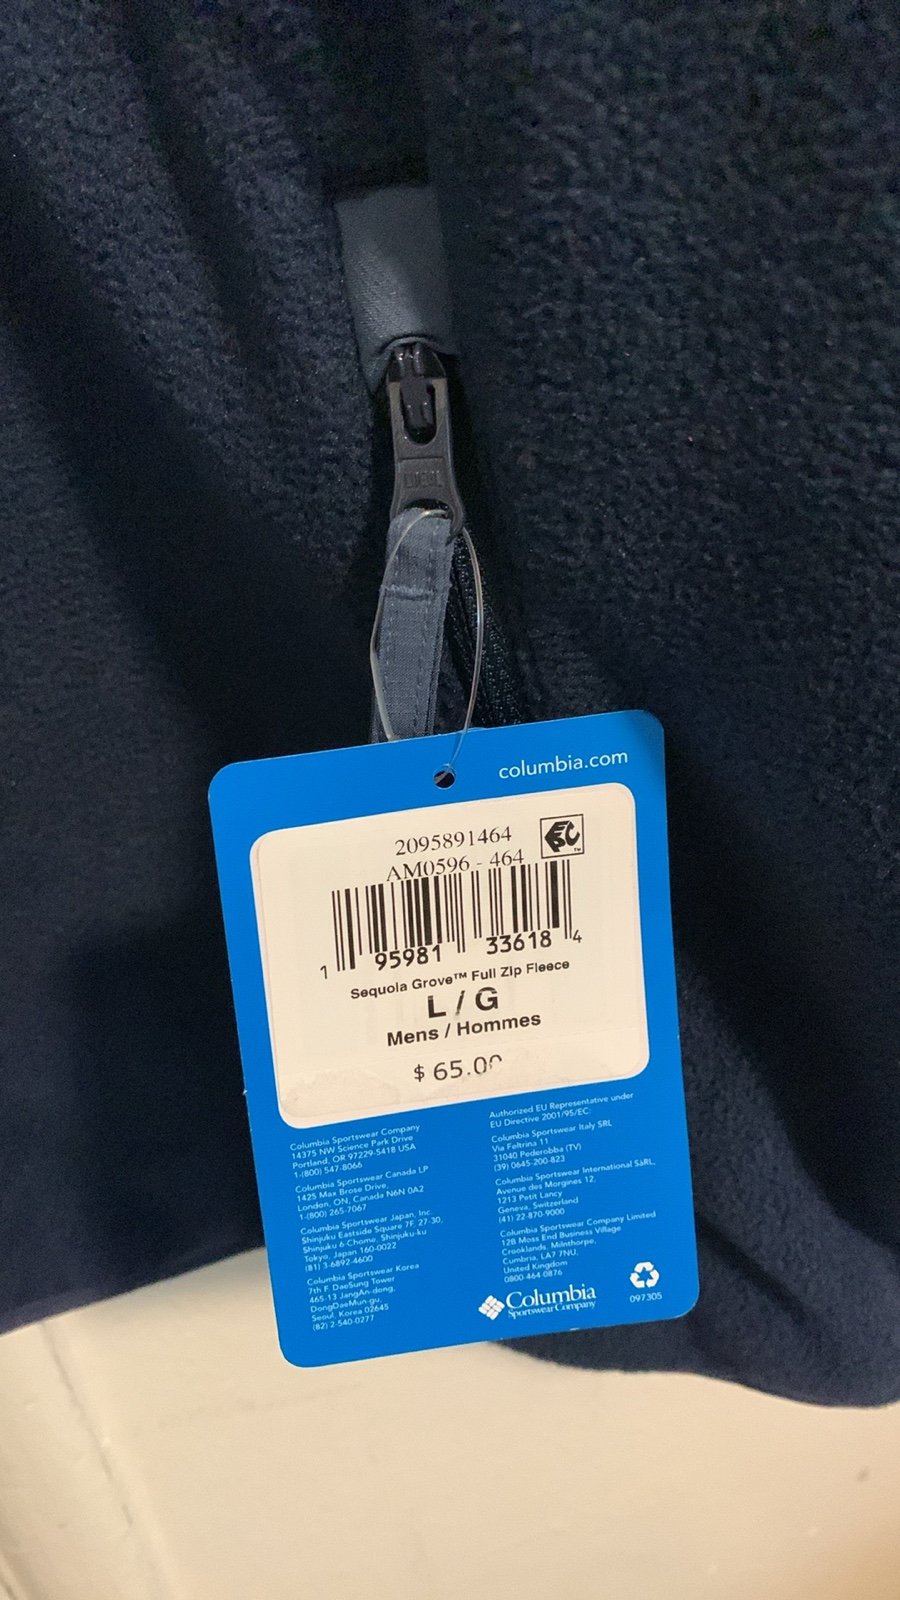 columbia.com
2095891464
AM0596 - 464
1 95981 33618 4
Sequoia Grove™ Full Zip Fleece
L / G
Mens / Hommes
$ 65.00
Columbia Sportswear Company
14375 NW Science Park Drive
Portland, OR 97229-5418 USA
1-(800) 547-8066
Columbia Sportswear Canada LP
1425 Max Brose Drive,
London, ON, Canada N6N 0A2
1-(800) 265-7067
Columbia Sportswear Japan, Inc
Shinjuku Eastside Square 7F, 27-30,
Shinjuku 6-Chome, Shinjuku-ku
Tokyo, Japan 160-0022
(81) 3-6892-4600
Columbia Sportswear Korea
7th F. DaeSung Tower
465-13 JangAn-dong,
DongDaeMun-gu,
Seoul, Korea 02645
(82) 2-540-0277
Authorized EU Representative under
EU Directive 2001/95/EC:
Columbia Sportswear Italy SRL
Via Feltrina 11
31040 Pederobba (TV)
(39) 0645-200-823
Columbia Sportswear International SàRL,
Avenue des Morgines 12,
1213 Petit Lancy
Geneva, Switzerland
(41) 22-870-9000
Columbia Sportswear Company Limited
12B Moss End Business Village
Crooklands, Milnthorpe,
Cumbria, LA7 7NU,
United Kingdom
0800-464-0876
Columbia
Sportswear Company
097305